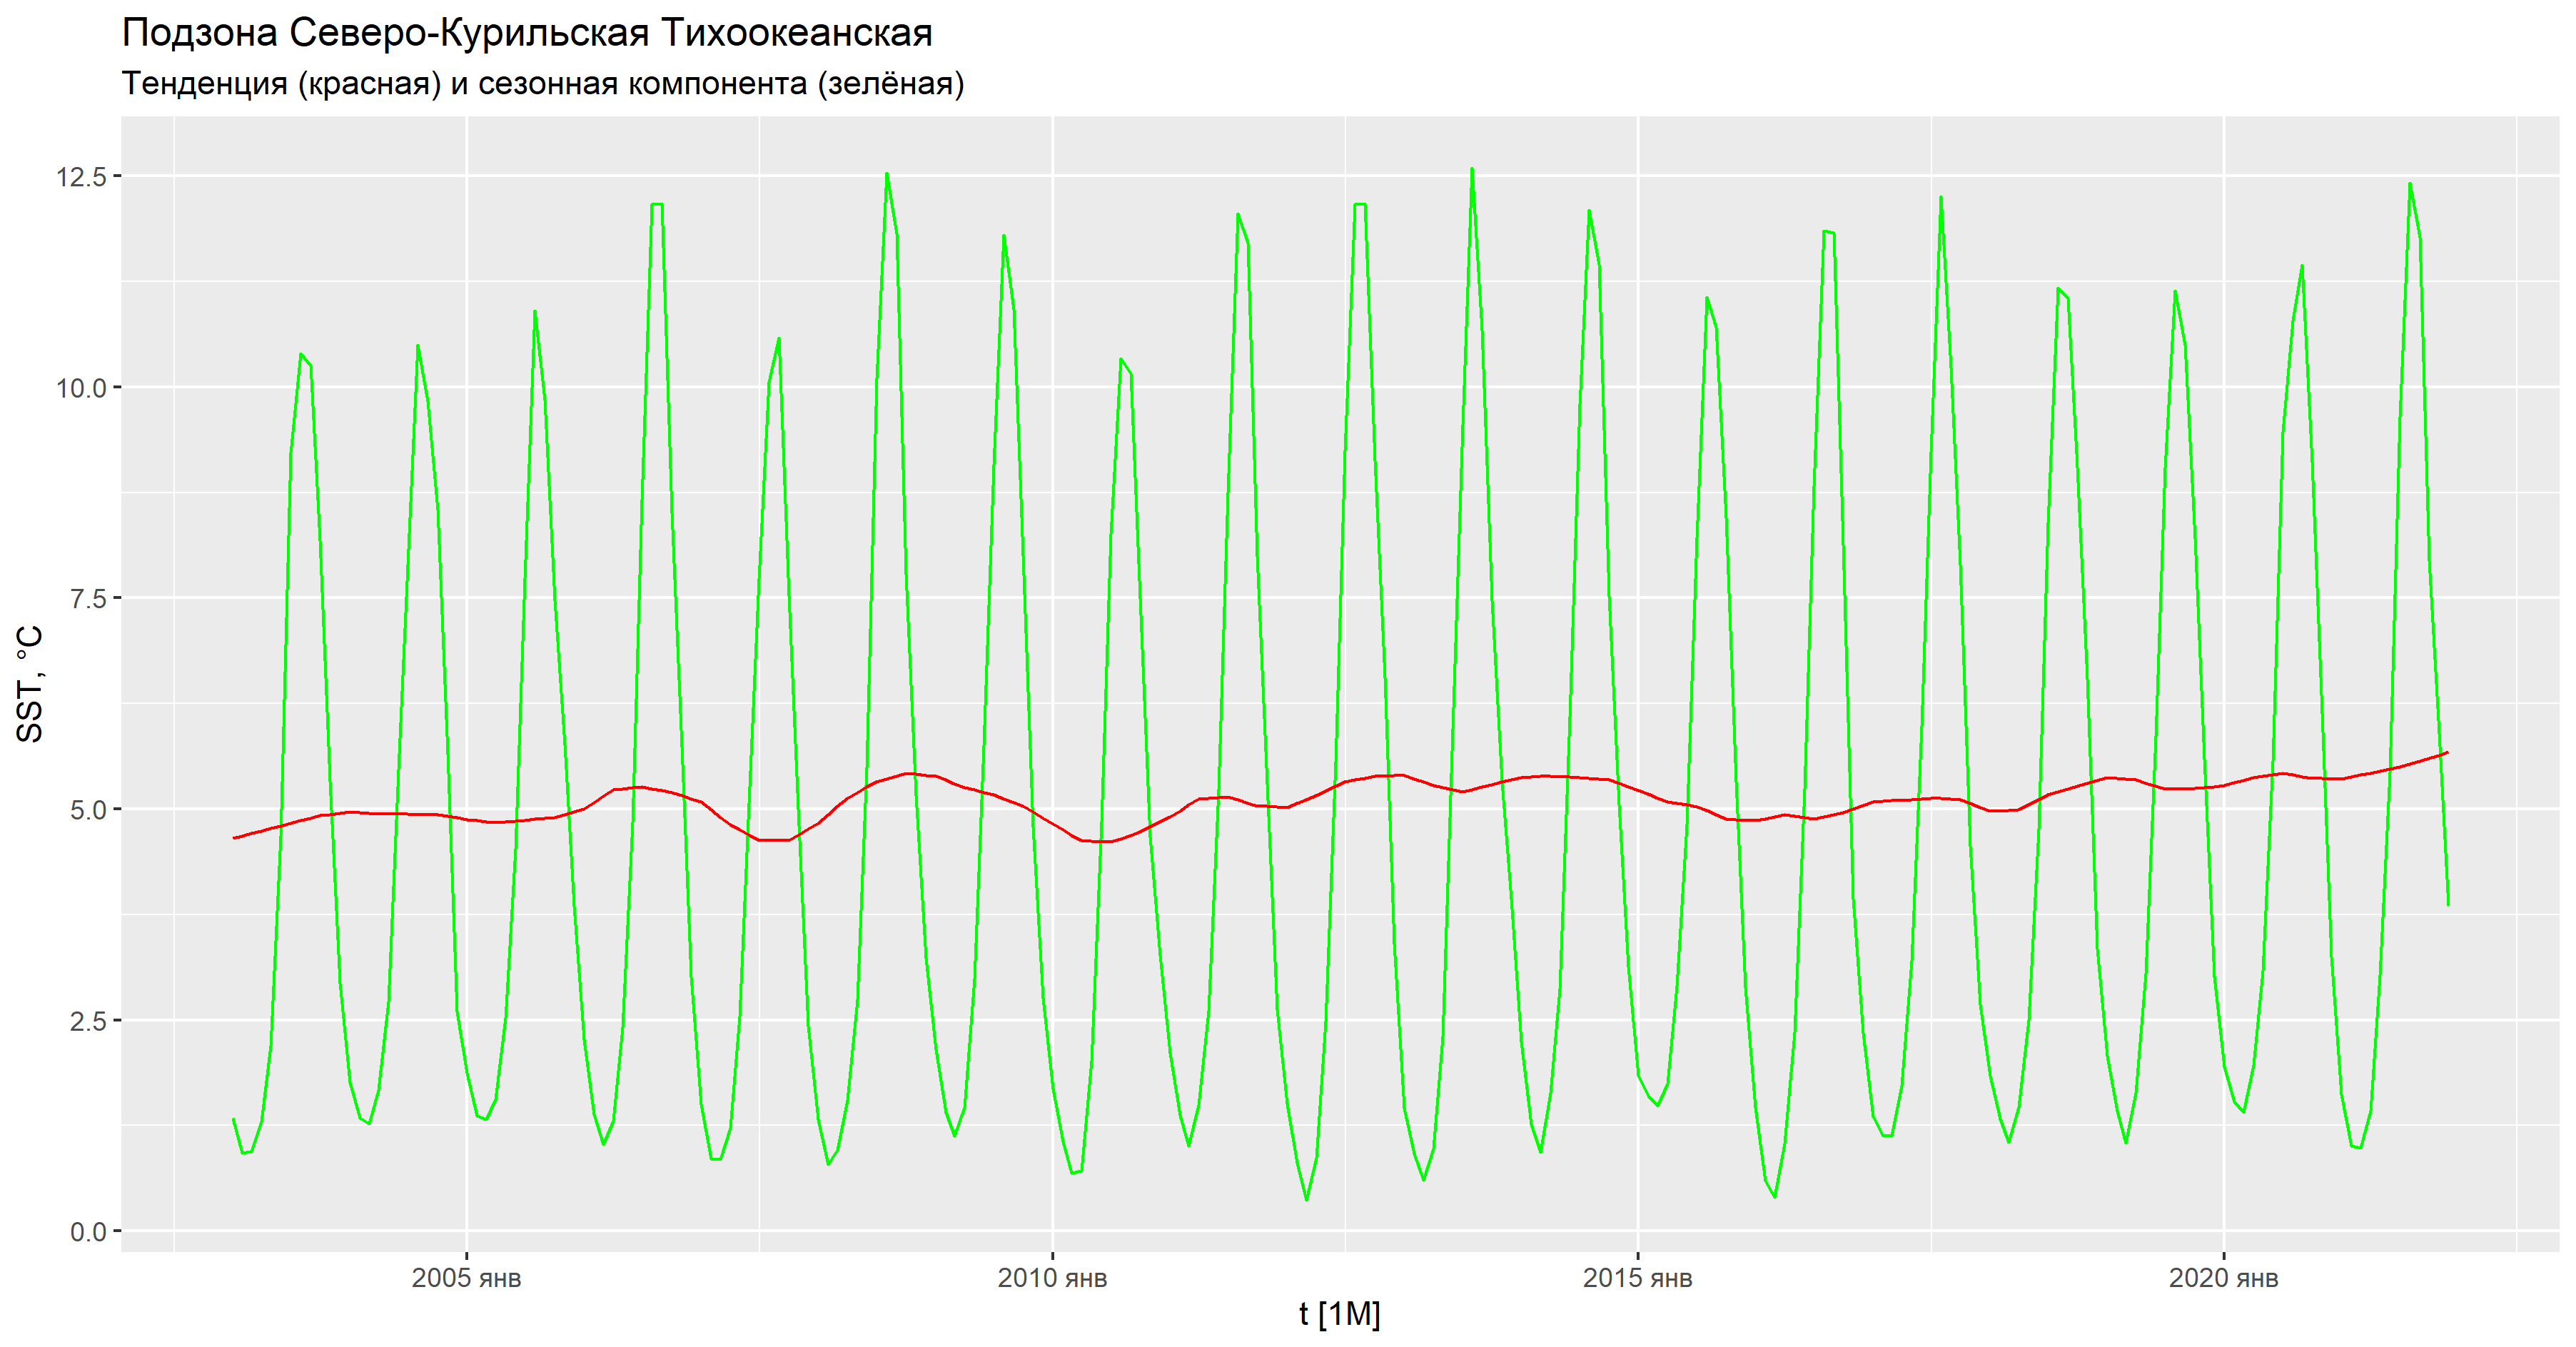 Подзона Северо-Курильская Тихоокеанская
Тенденция (красная) и сезонная компонента (зелёная)
12.5
10.0
7.5
5.0
2.5
0.0
SST, °C
2005 янв
2010 янв
2015 янв
2020 янв
t [1M]